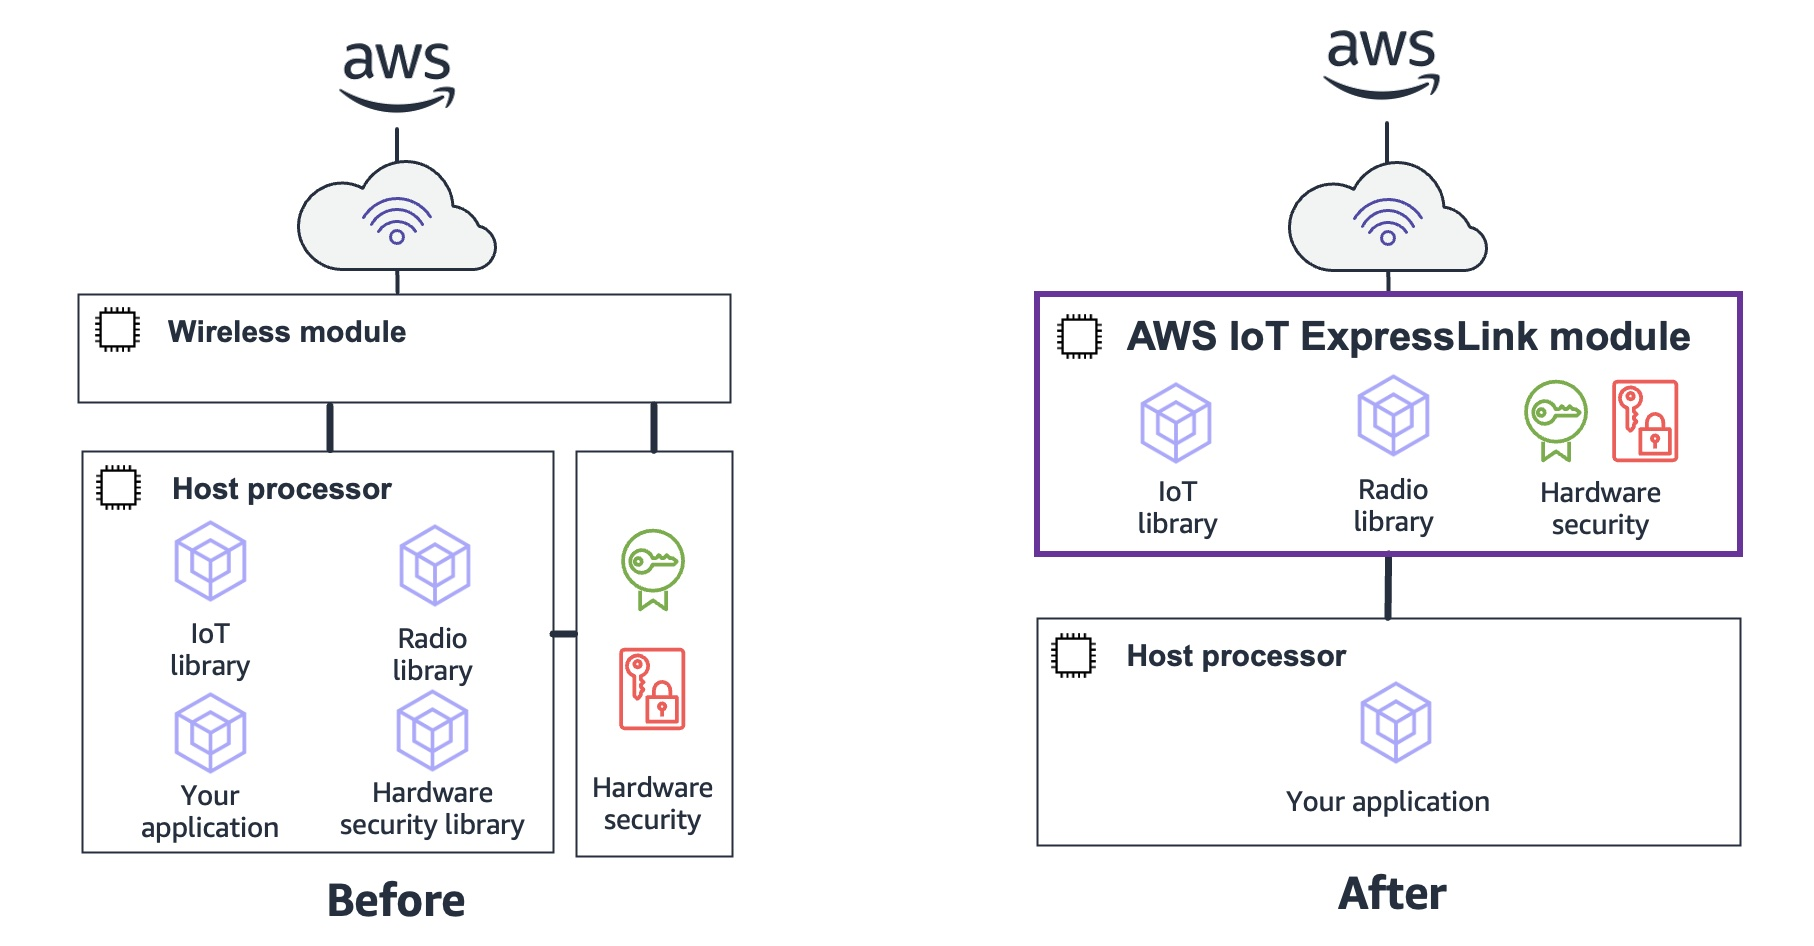 aws
Wireless module
Host processor
IoT
library
Radio
library
Your
application
Hardware
security library
Hardware
security
Before
aws
AWS IoT ExpressLink module
IoT
library
Radio
library
Hardware
security
Host processor
Your application
After